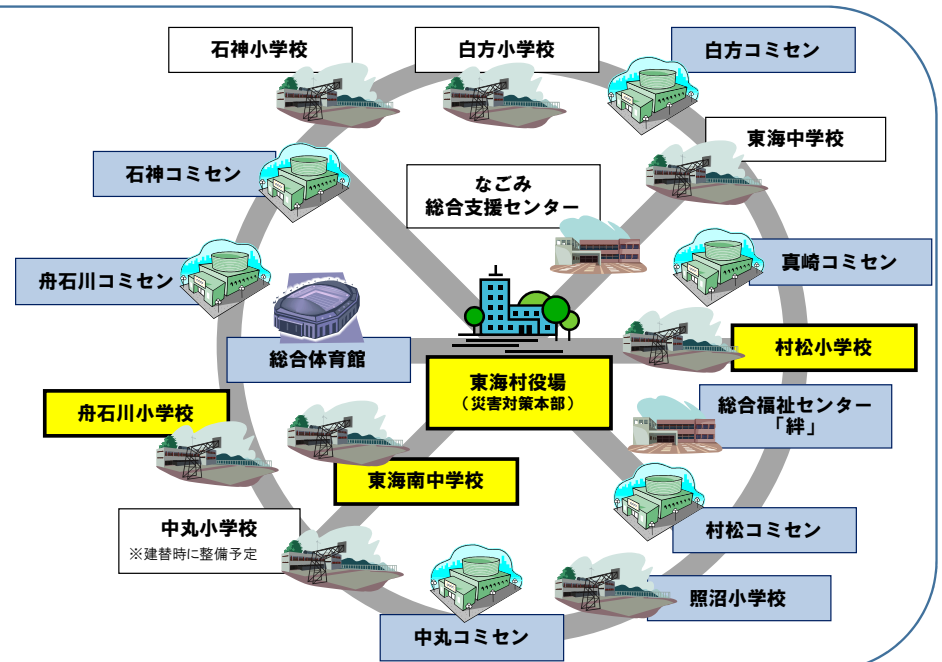 石神小学校
白方小学校
白方コミセン
東海中学校
石神コミセン
なごみ
総合支援センター
舟石川コミセン
真崎コミセン
総合体育館
東海村役場
（災害対策本部）
村松小学校
舟石川小学校
総合福祉センター
「絆」
東海南中学校
中丸小学校
※建替時に整備予定
村松コミセン
照沼小学校
中丸コミセン